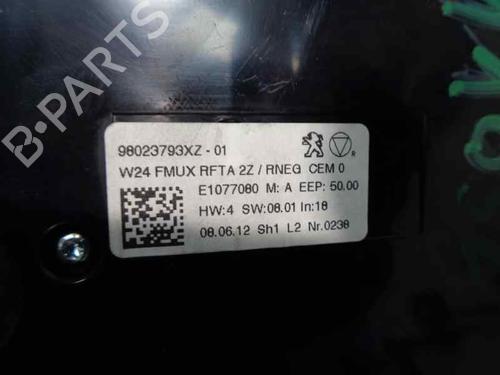 98023793XZ - 01
W24 FMUX RFTA 2Z / RNEG CEM 0
E1077080 M: A EEP: 50.00
HW:4 SW:08.01 In:18
08.06.12 Sh1 L2 Nr.0238
B-PARTS